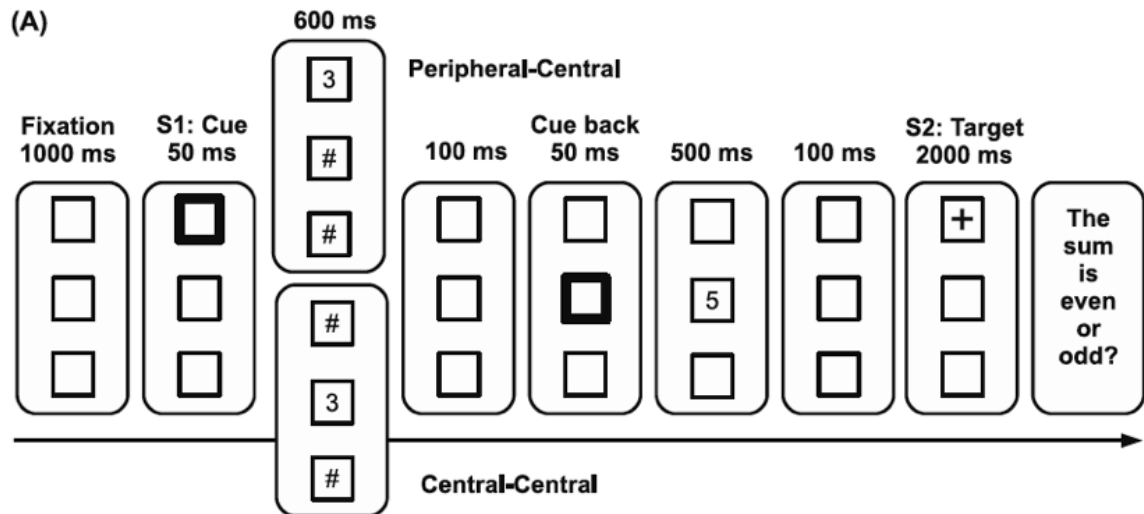 (A)
600 ms
3
#
#
Peripheral-Central
Fixation
1000 ms
S1: Cue
50 ms
100 ms
Cue back
50 ms
500 ms
100 ms
S2: Target
2000 ms
+
5
The
sum
is
even
or
odd?
#
3
#
Central-Central